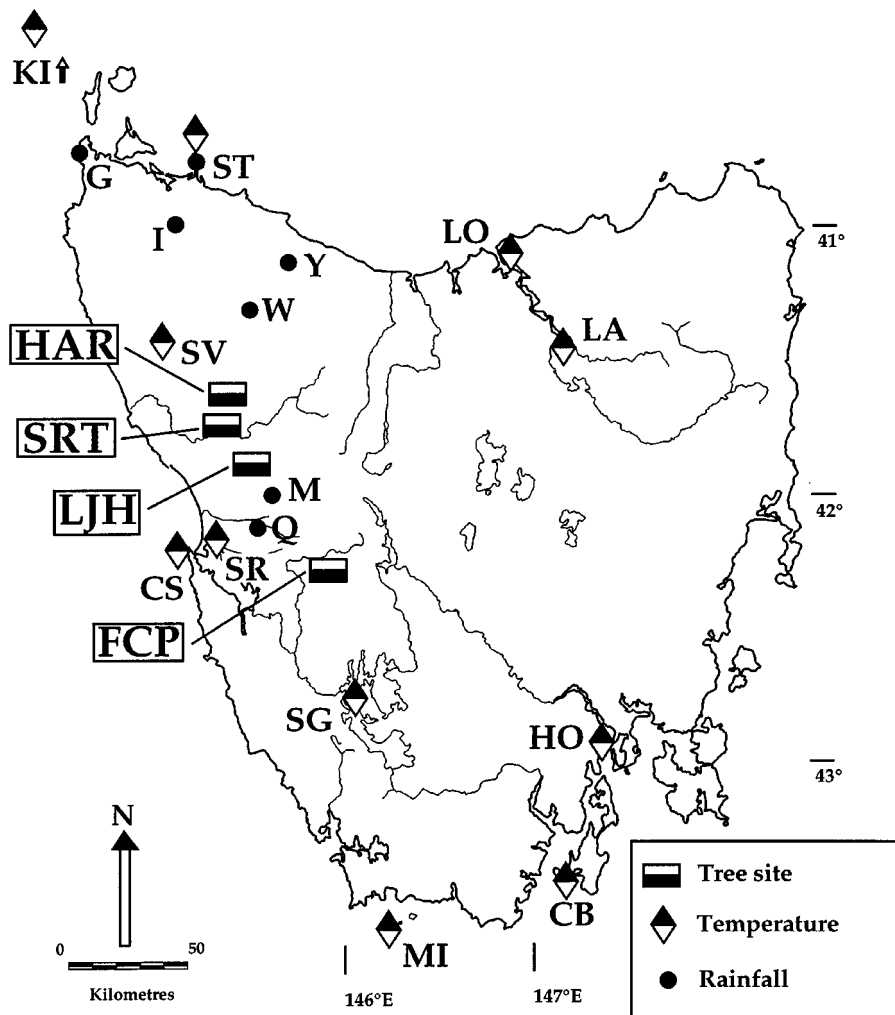 KI
G
ST
I
Y
LO
41°
W
SV
LA
HAR
SRT
LJH
M
42°
Q
SR
CS
FCP
SG
HO
43°
N
Tree site
CB
Temperature
MI
0 50
Kilometres
146°E
147°E
Rainfall